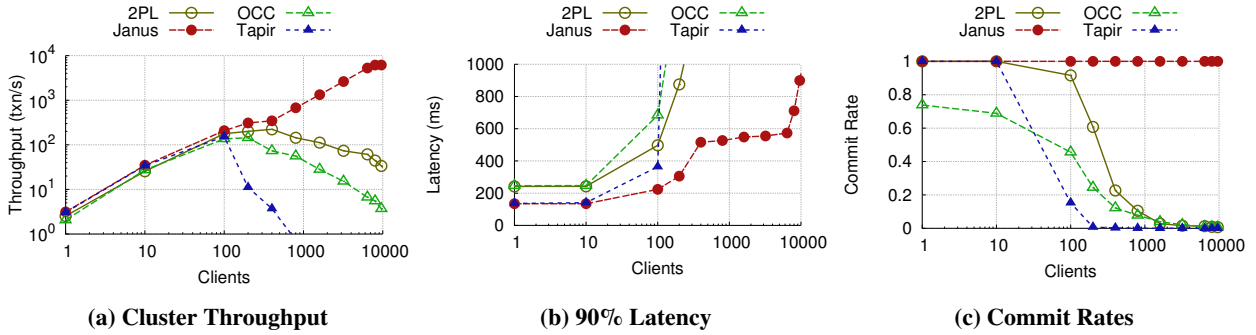 2PL OCC
Janus Tapir
Throughput (txn/s)
10^4
10^3
10^2
10^1
10^0
1 10 100 1000 10000
Clients
(a) Cluster Throughput
2PL OCC
Janus Tapir
Latency (ms)
1000
800
600
400
200
0
1 10 100 1000 10000
Clients
(b) 90% Latency
2PL OCC
Janus Tapir
Commit Rate
1
0.8
0.6
0.4
0.2
0
1 10 100 1000 10000
Clients
(c) Commit Rates